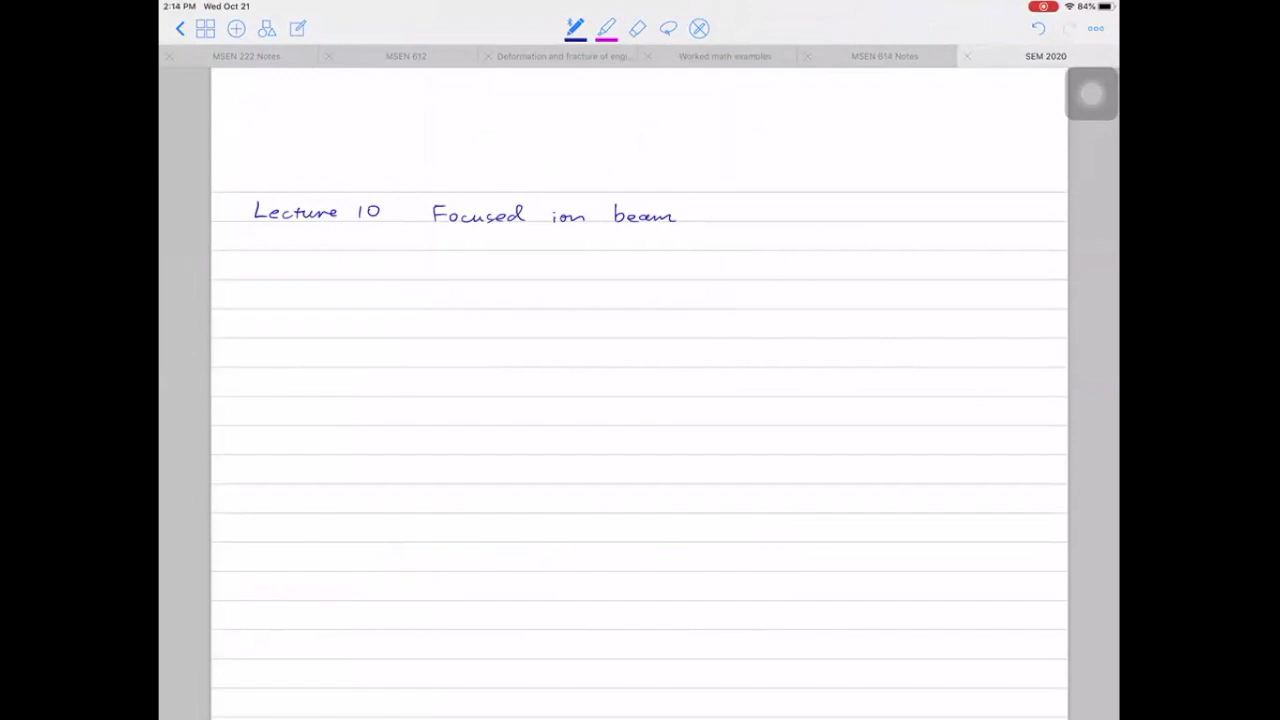 2:14 PM Wed Oct 21
84%
MSEN 222 Notes
MSEN 612
Deformation and fracture of engi...
Worked math examples
MSEN 614 Notes
SEM 2020
Lecture 10 Focused ion beam